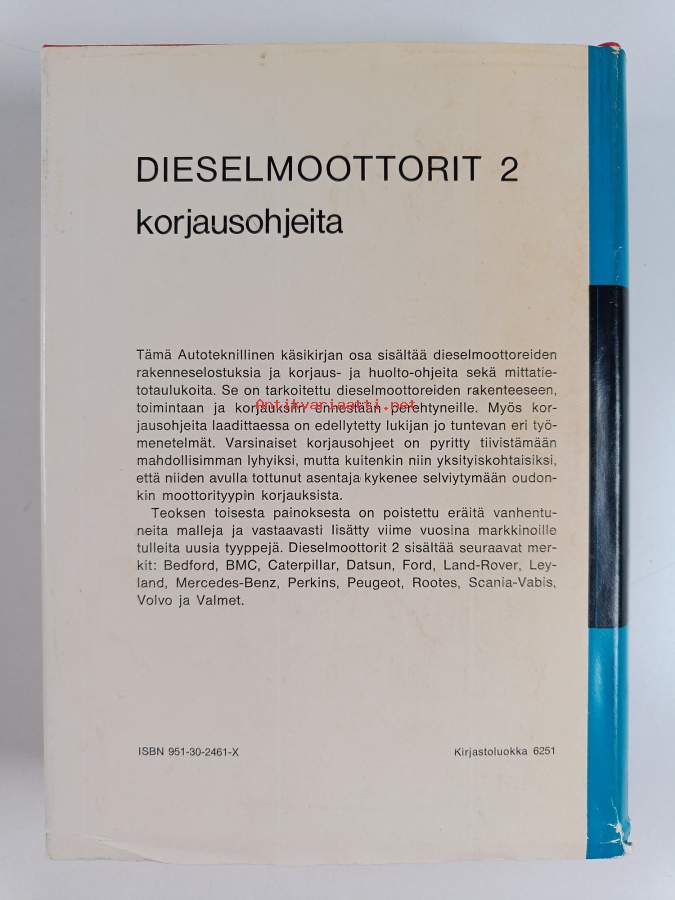 DIESELMOOTTORIT 2
korjausohjeita
Tämä Autoteknillinen käsikirjan osa sisältää dieselmoottoreiden
rakenneselostuksia ja korjaus- ja huolto-ohjeita sekä mittatie-
totaulukoita. Se on tarkoitettu dieselmoottoreiden rakenteeseen,
toimintaan ja korjauksiin ennestään perehtyneille. Myös kor-
Antikvariaatti.net
jausohjeita laadittaessa on edellytetty lukijan jo tuntevan eri työ-
menetelmät. Varsinaiset korjausohjeet on pyritty tiivistämään
mahdollisimman lyhyiksi, mutta kuitenkin niin yksityiskohtaisiksi,
että niiden avulla tottunut asentaja kykenee selviytymään oudon-
kin moottorityypin korjauksista.
Teoksen toisesta painoksesta on poistettu eräitä vanhentu-
neita malleja ja vastaavasti lisätty viime vuosina markkinoille
tulleita uusia tyyppejä. Dieselmoottorit 2 sisältää seuraavat mer-
kit: Bedford, BMC, Caterpillar, Datsun, Ford, Land-Rover, Ley-
land, Mercedes-Benz, Perkins, Peugeot, Rootes, Scania-Vabis,
Volvo ja Valmet.
ISBN 951-30-2461-X
Kirjastoluokka 6251